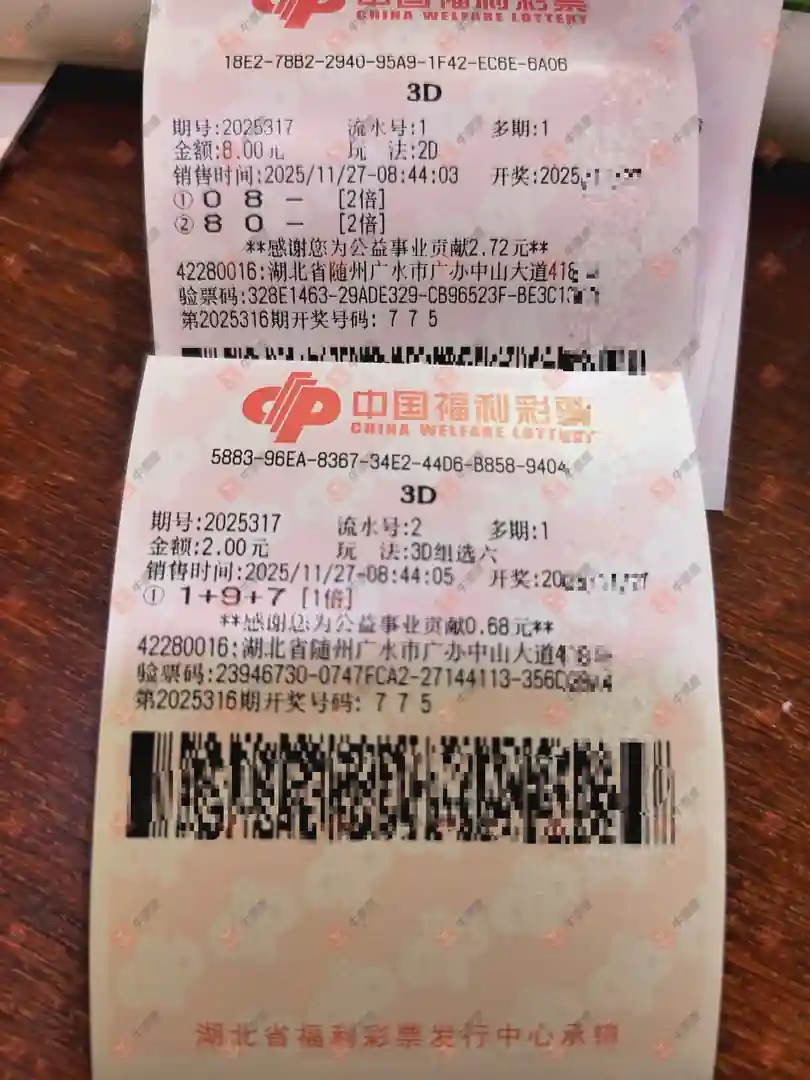 中国福利彩票
CHINA WELFARE LOTTERY
18E2-78B2-2940-95A9-1F42-EC6E-6A06
3D
期号:2025317 流水号:1 多期:1
金额:8.00元 玩 法:2D
销售时间:2025/11/27-08:44:03 开奖:2025
① 0 8 - [2倍]
② 8 0 - [2倍]
**感谢您为公益事业贡献2.72元**
42280016:湖北省随州广水市广办中山大道418
验票码:328E1463-29ADE329-CB96523F-BE3C1
第2025316期开奖号码: 7 7 5
中国福利彩票
CHINA WELFARE LOTTERY
5883-96EA-8367-34E2-44D6-B858-9404
3D
期号:2025317 流水号:2 多期:1
金额:2.00元 玩 法:3D组选六
销售时间:2025/11/27-08:44:05 开奖:20
① 1+9+7 [1倍]
**感谢您为公益事业贡献0.68元**
42280016:湖北省随州广水市广办中山大道4
验票码:23946730-0747FCA2-27144113-356
第2025316期开奖号码: 7 7 5
湖北省福利彩票发行中心承销